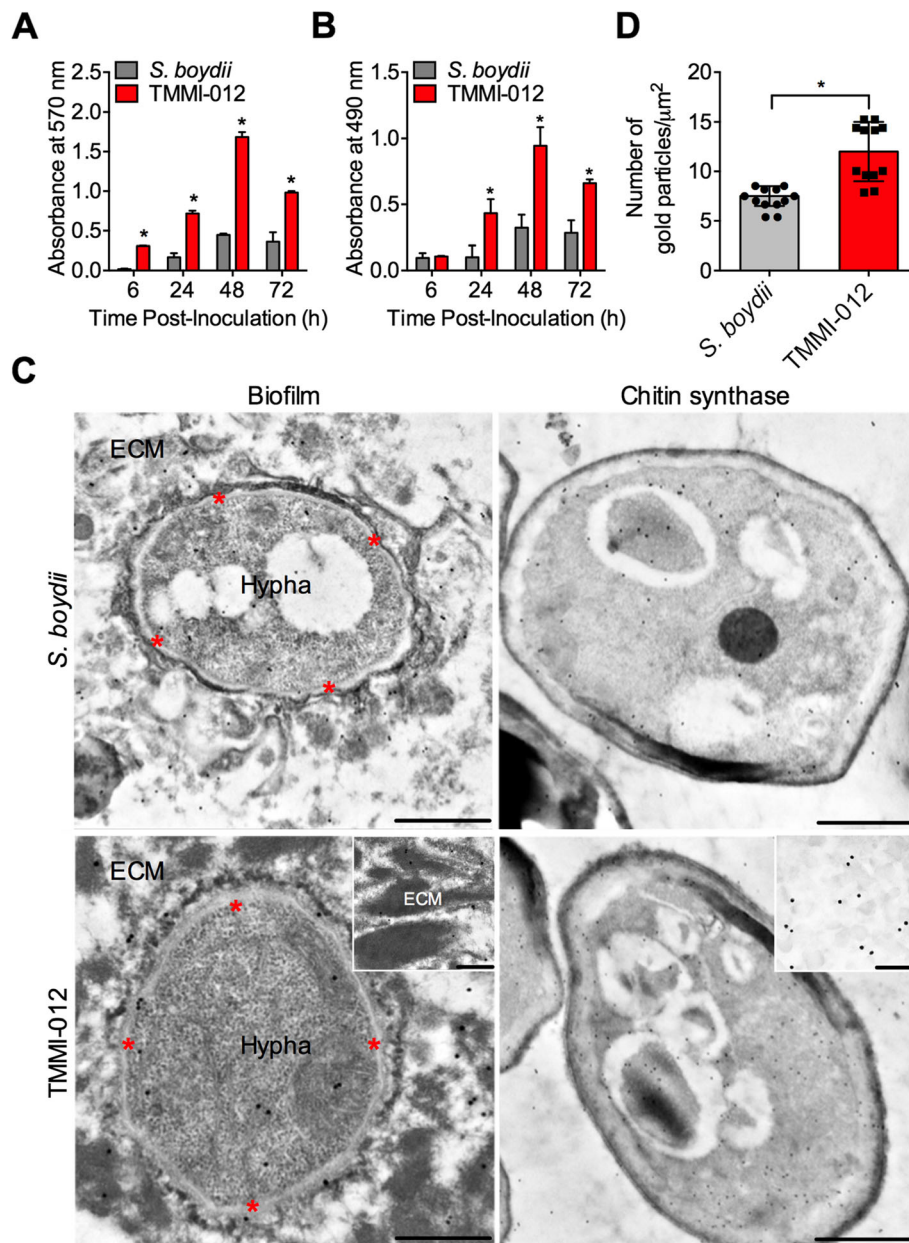 A
S. boydii
TMMI-012
Absorbance at 570 nm
2.5
2.0
1.5
1.0
0.5
0.0
*
*
*
*
6 24 48 72
Time Post-Inoculation (h)
B
S. boydii
TMMI-012
Absorbance at 490 nm
1.5
1.0
0.5
0.0
*
*
*
6 24 48 72
Time Post-Inoculation (h)
D
Number of
gold particles/μm2
20
15
10
5
0
*
S. boydii
TMMI-012
C
Biofilm
Chitin synthase
S. boydii
ECM
*
*
Hypha
*
*
TMMI-012
ECM
ECM
*
*
Hypha
*
*